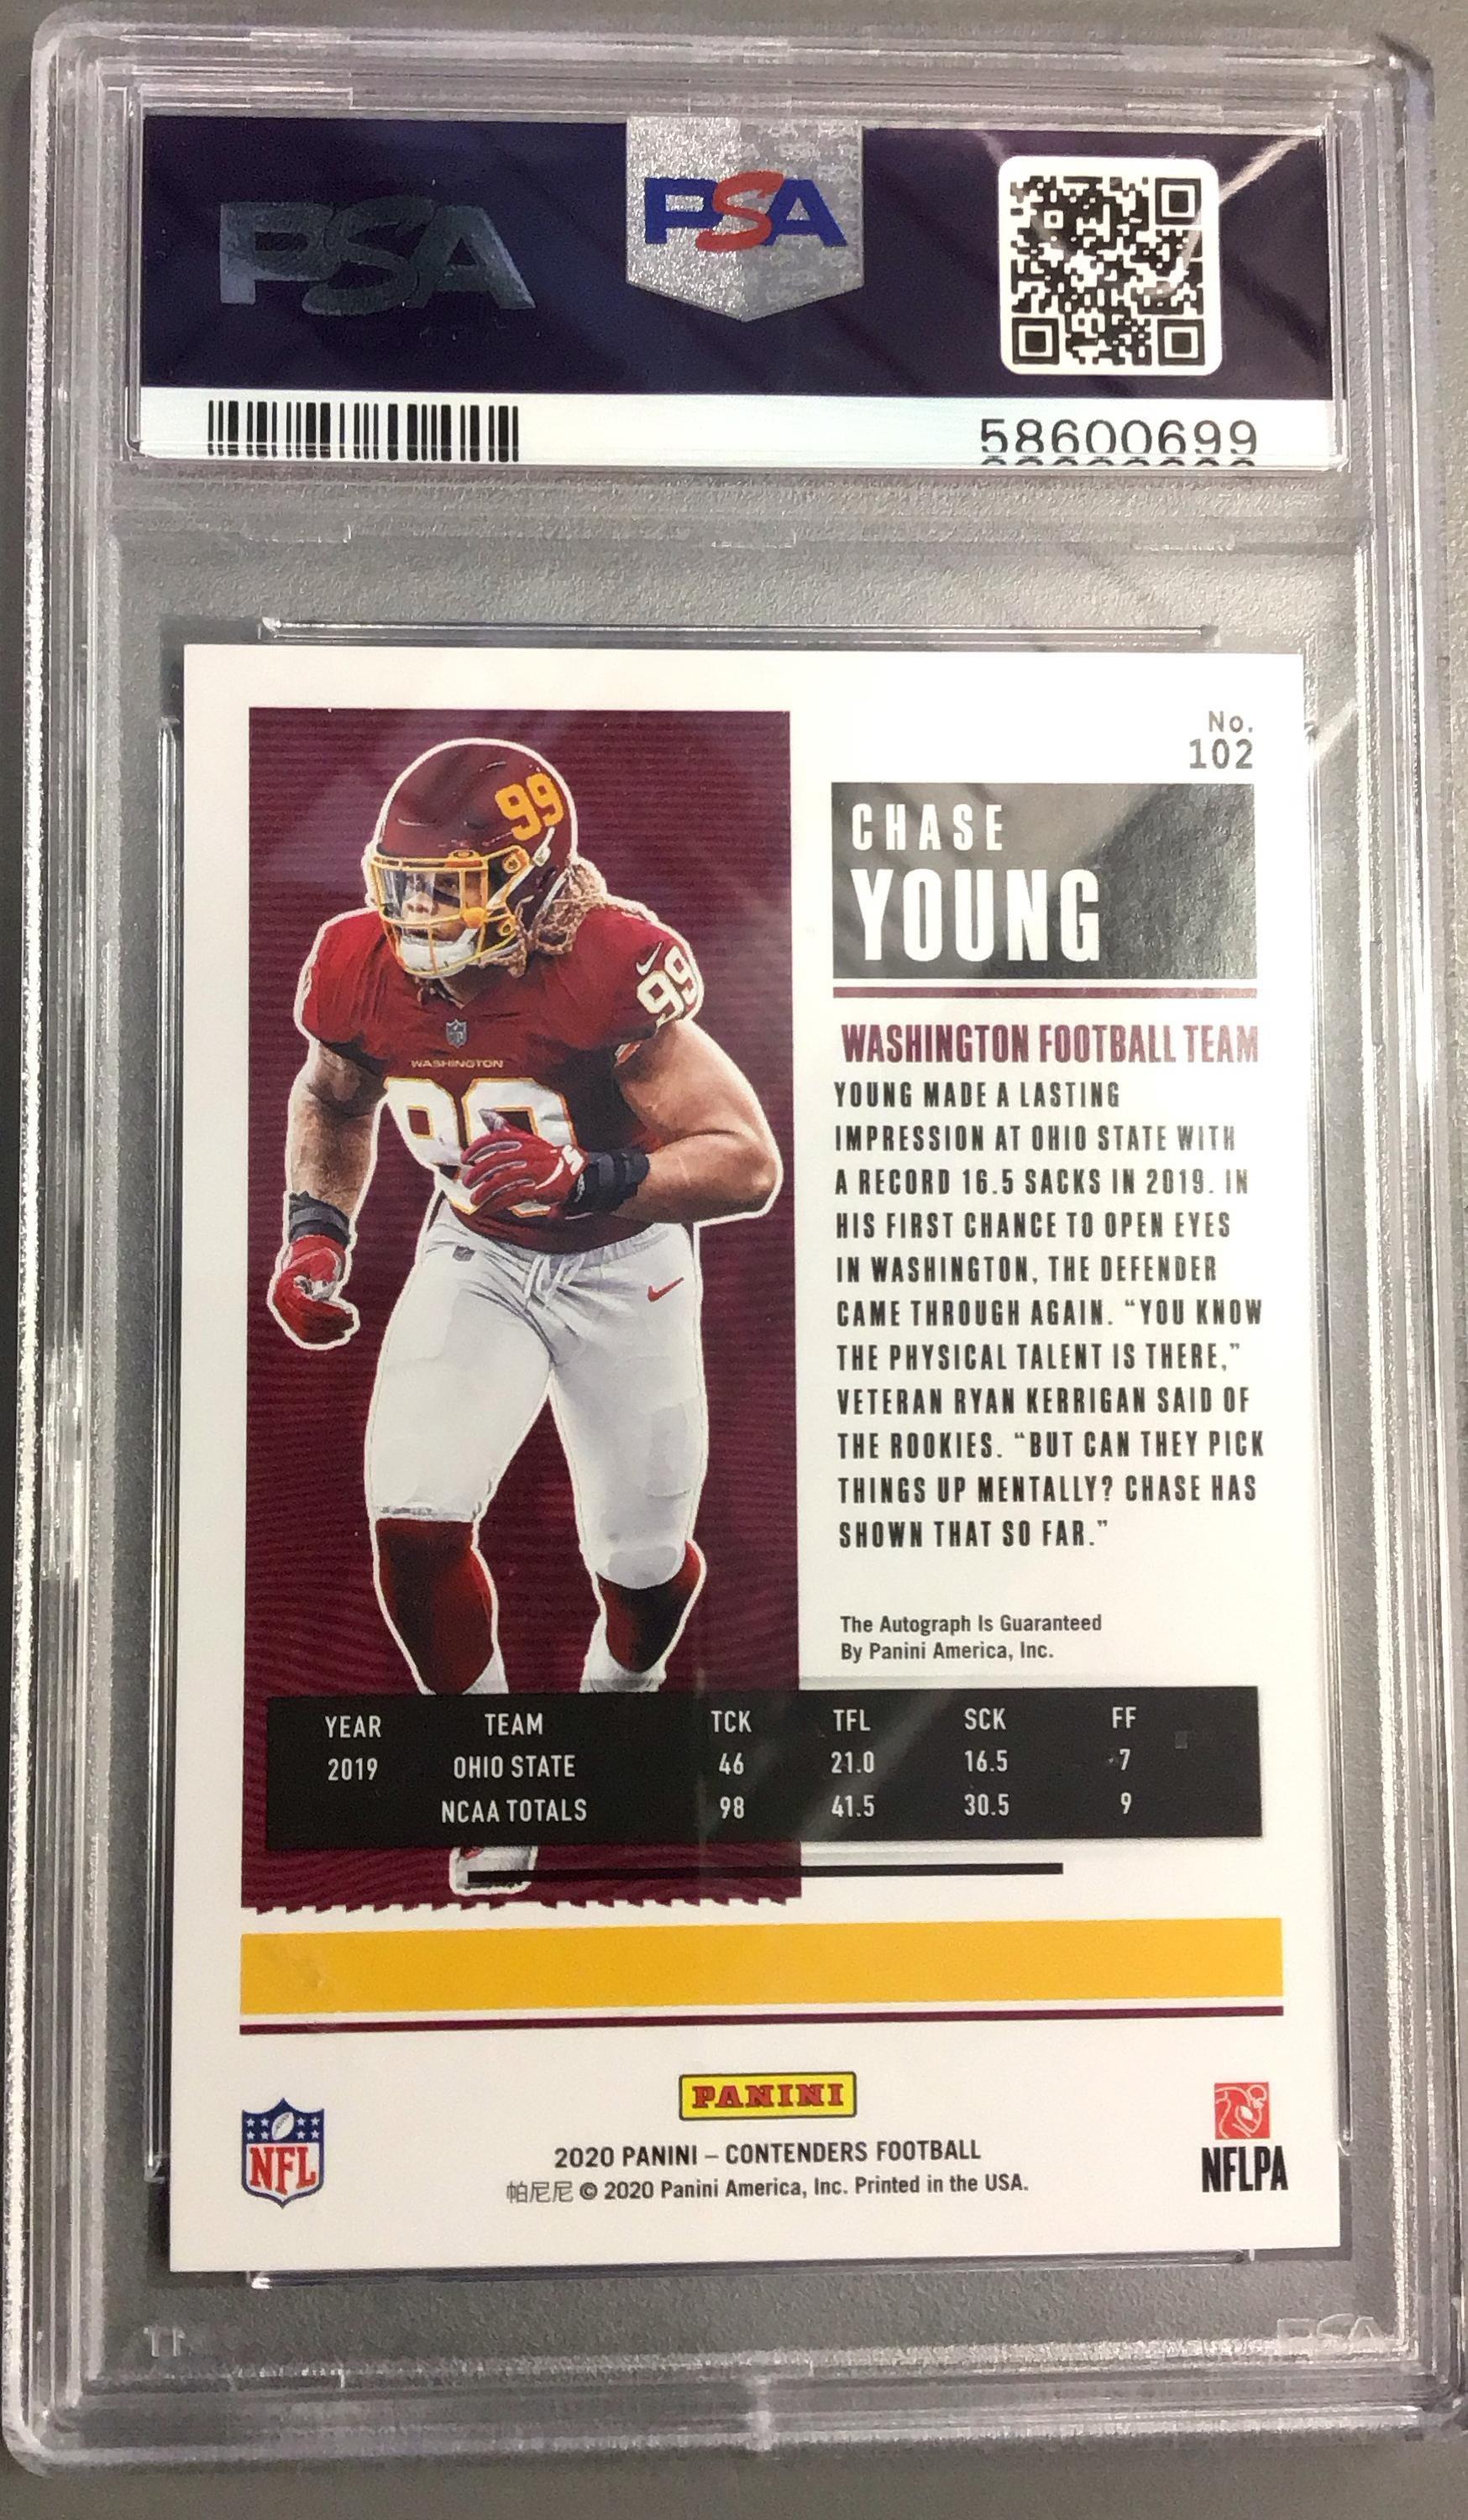 PSA
PSA
58600699
No.
102
CHASE
YOUNG
WASHINGTON FOOTBALL TEAM
YOUNG MADE A LASTING
IMPRESSION AT OHIO STATE WITH
A RECORD 16.5 SACKS IN 2019. IN
HIS FIRST CHANCE TO OPEN EYES
IN WASHINGTON, THE DEFENDER
CAME THROUGH AGAIN. “YOU KNOW
THE PHYSICAL TALENT IS THERE,”
VETERAN RYAN KERRIGAN SAID OF
THE ROOKIES. “BUT CAN THEY PICK
THINGS UP MENTALLY? CHASE HAS
SHOWN THAT SO FAR.”
The Autograph Is Guaranteed
By Panini America, Inc.
99
99
WASHINGTON
99
YEAR TEAM TCK TFL SCK FF
2019 OHIO STATE 46 21.0 16.5 7
NCAA TOTALS 98 41.5 30.5 9
PANINI
NFL
NFLPA
2020 PANINI – CONTENDERS FOOTBALL
帕尼尼 © 2020 Panini America, Inc. Printed in the USA.
PSA